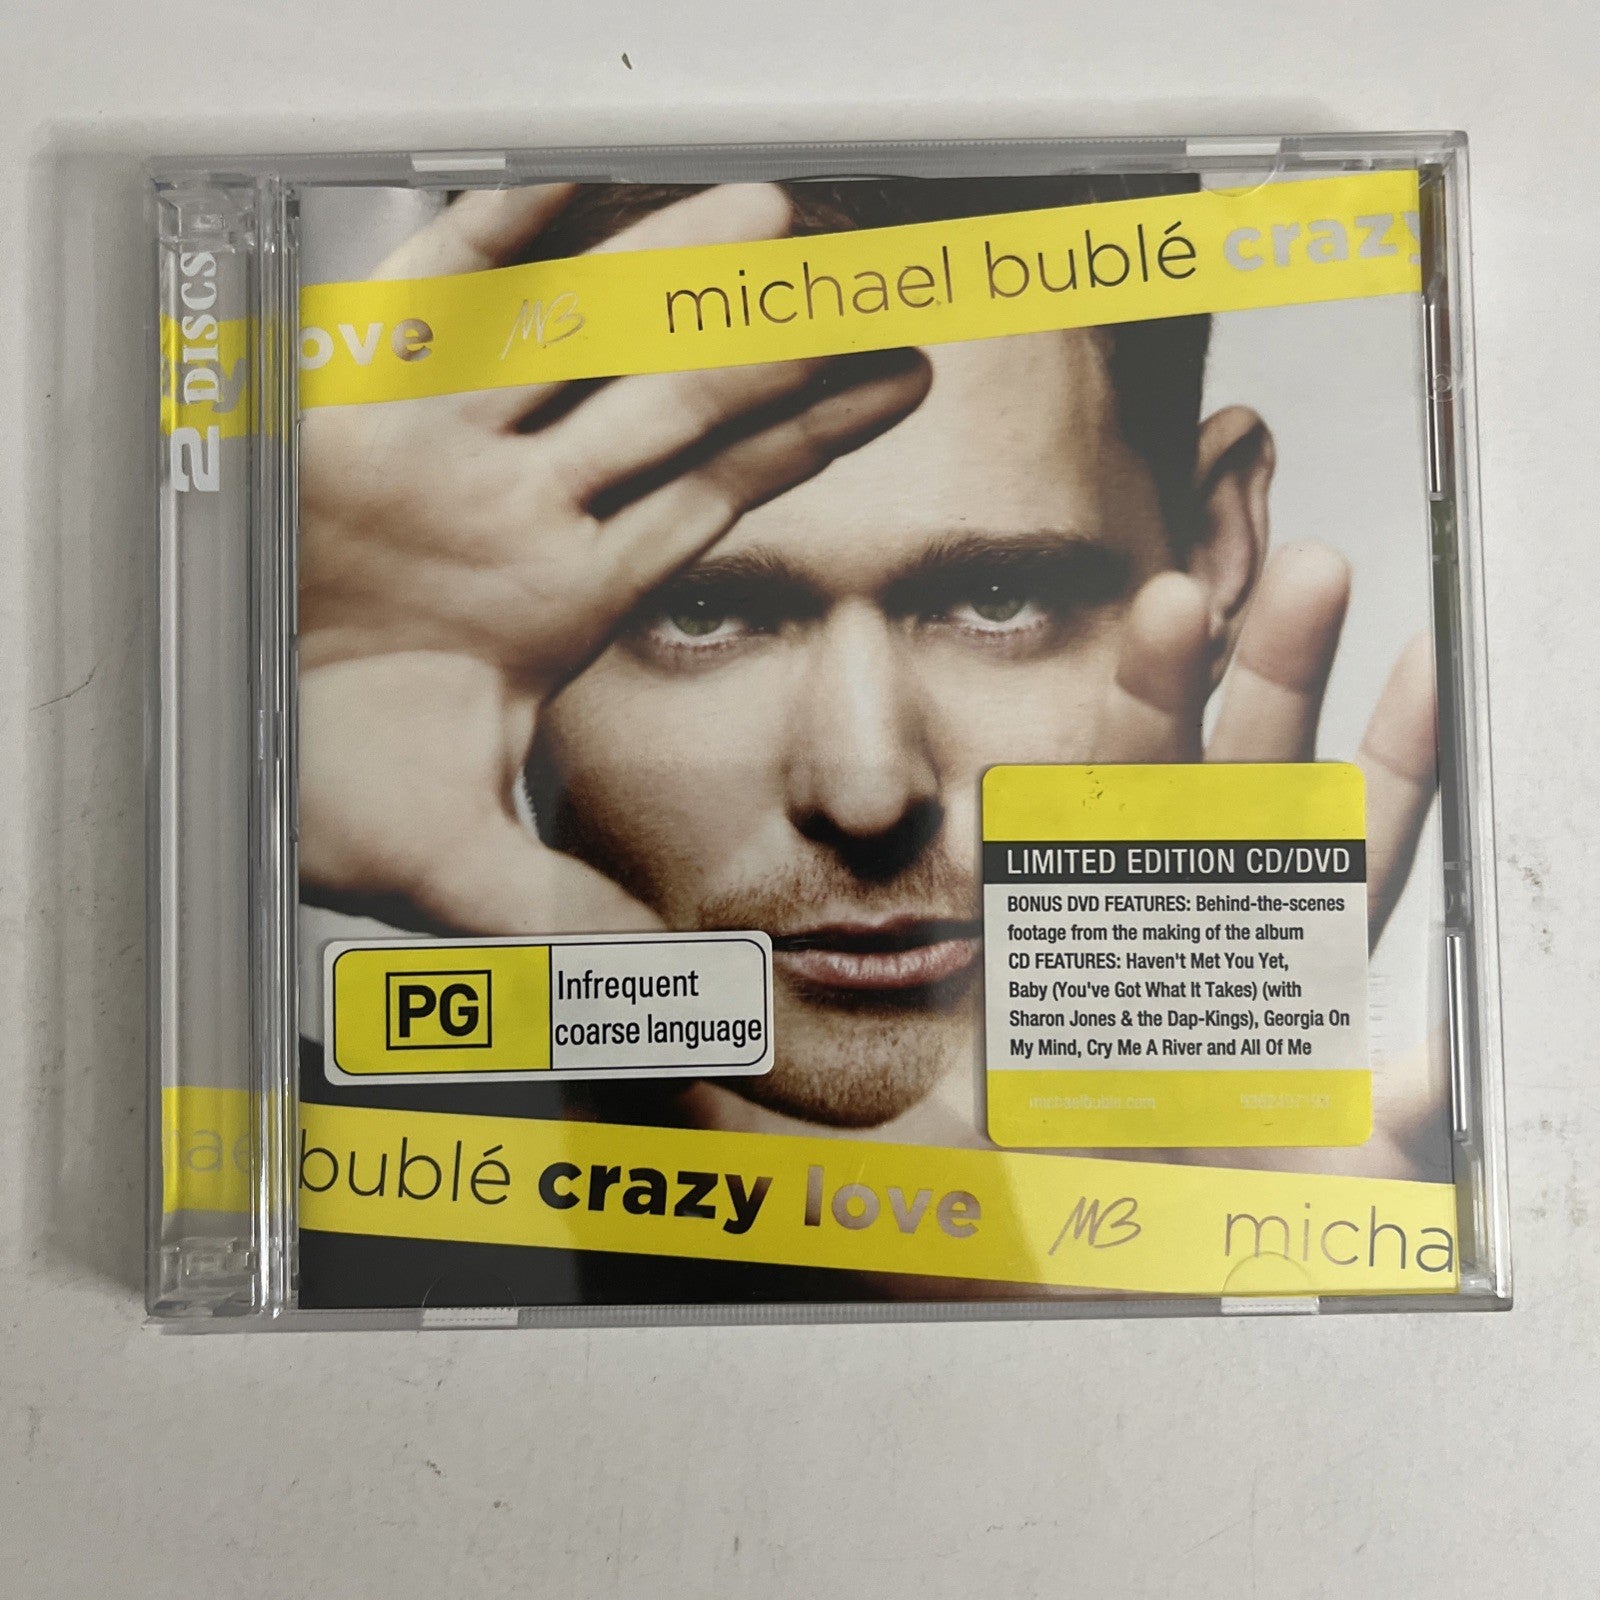 2 DISCS
ove MB michael bublé crazy
LIMITED EDITION CD/DVD
BONUS DVD FEATURES: Behind-the-scenes
footage from the making of the album
CD FEATURES: Haven't Met You Yet,
Baby (You've Got What It Takes) (with
Sharon Jones & the Dap-Kings), Georgia On
My Mind, Cry Me A River and All Of Me
michaelbuble.com
PG
Infrequent
coarse language
ae bublé crazy love MB micha